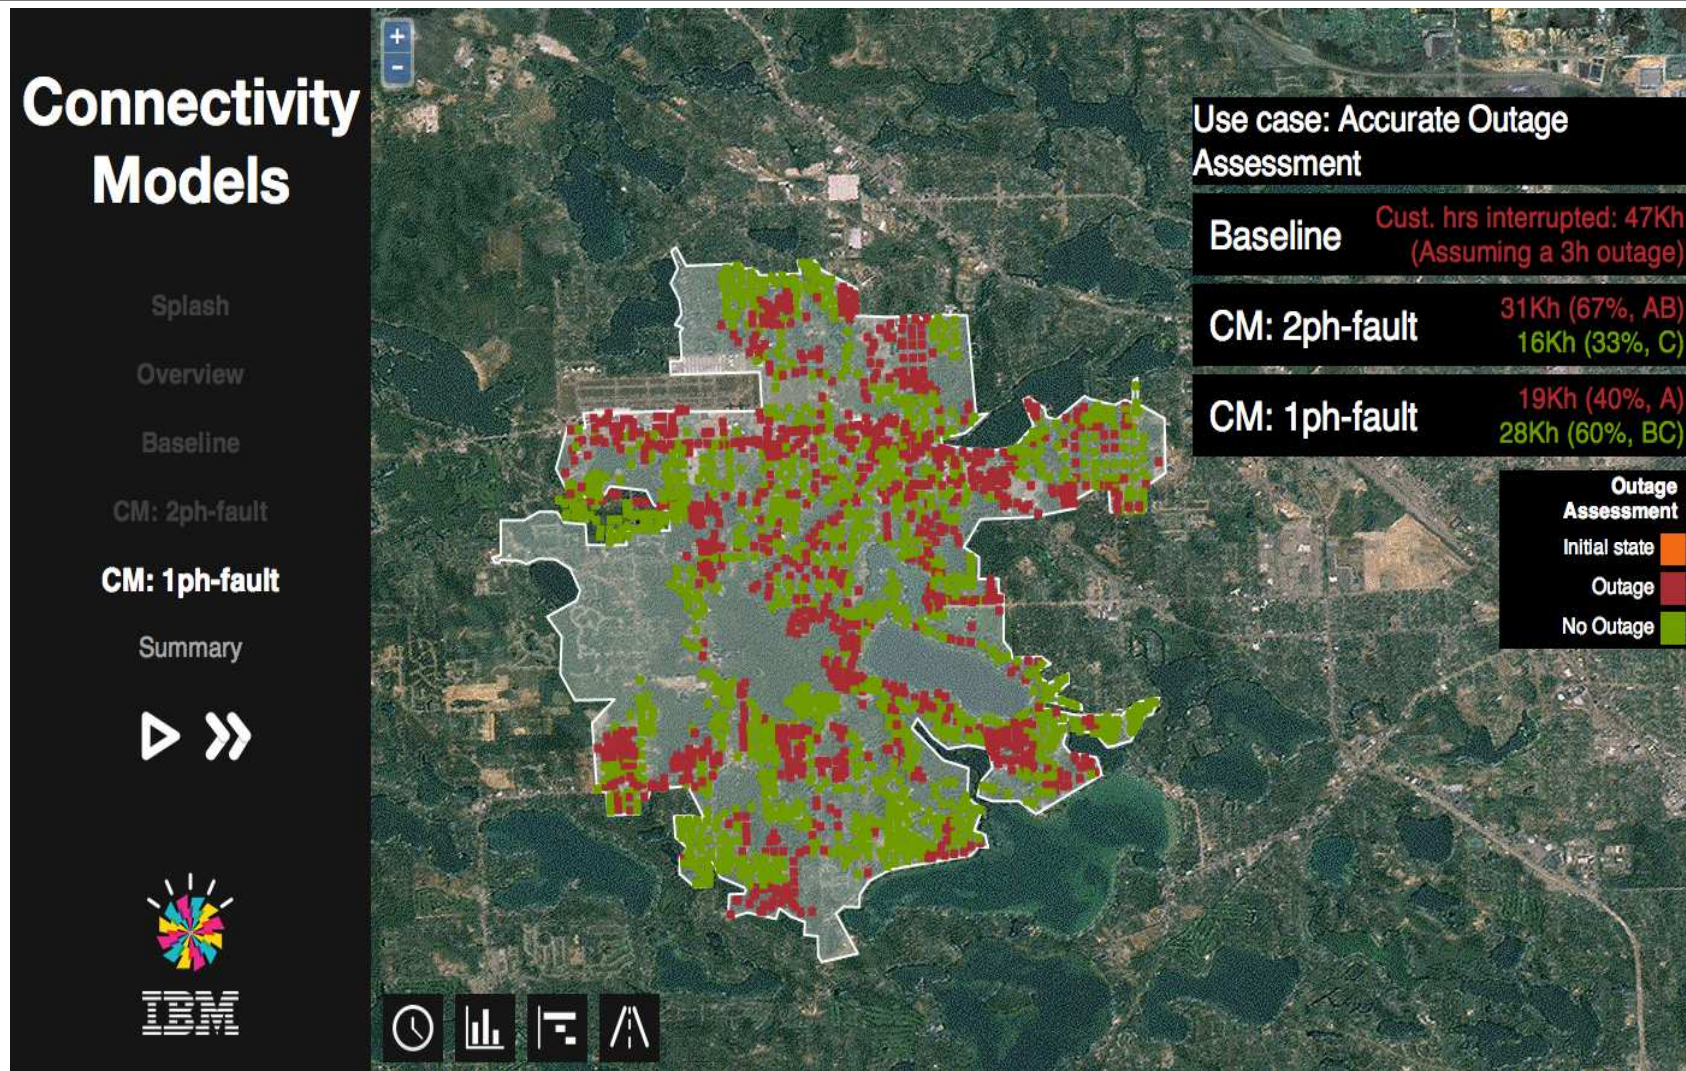 Connectivity
Models
Splash
Overview
Baseline
CM: 2ph-fault
CM: 1ph-fault
Summary
IBM
+
-
Use case: Accurate Outage
Assessment
Baseline
Cust. hrs interrupted: 47Kh
(Assuming a 3h outage)
CM: 2ph-fault
31Kh (67%, AB)
16Kh (33%, C)
CM: 1ph-fault
19Kh (40%, A)
28Kh (60%, BC)
Outage
Assessment
Initial state
Outage
No Outage